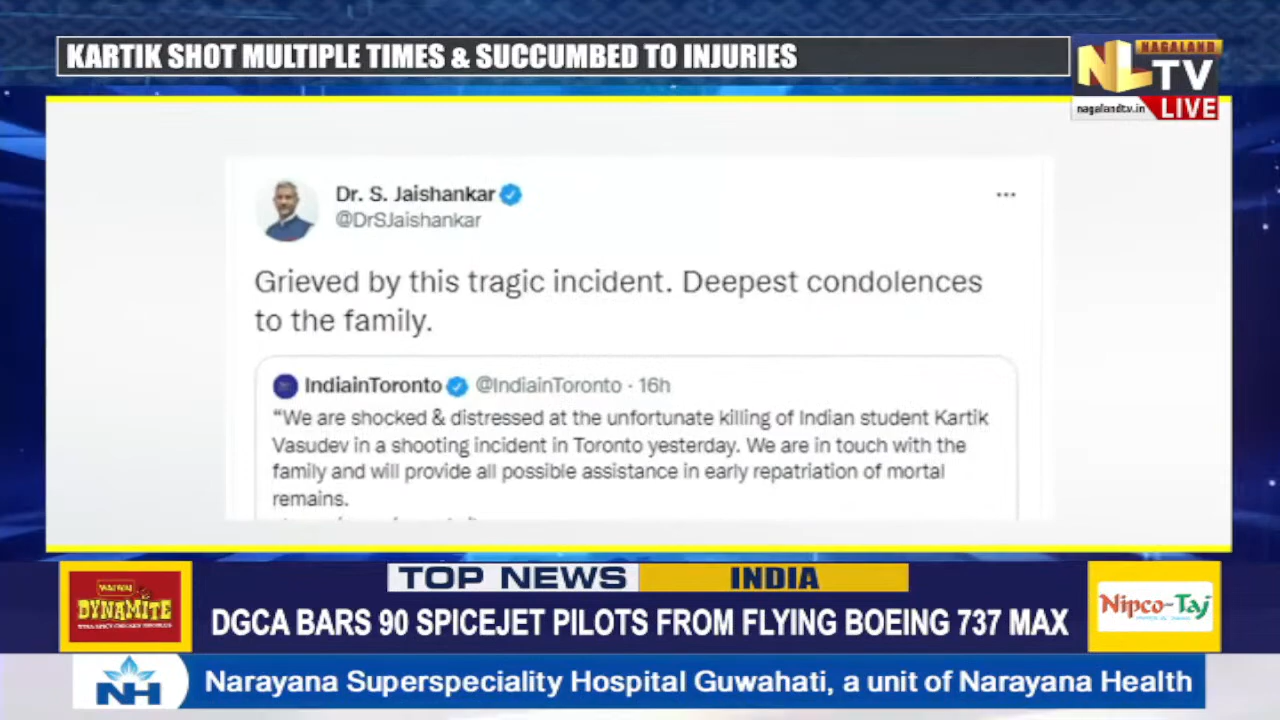 KARTIK SHOT MULTIPLE TIMES & SUCCUMBED TO INJURIES
NAGALAND
NLTV
nagalandtv.in LIVE
Dr. S. Jaishankar
@DrSJaishankar
Grieved by this tragic incident. Deepest condolences
to the family.
IndiainToronto @IndiainToronto · 16h
“We are shocked & distressed at the unfortunate killing of Indian student Kartik
Vasudev in a shooting incident in Toronto yesterday. We are in touch with the
family and will provide all possible assistance in early repatriation of mortal
remains.
TOP NEWS INDIA
WAI WAI
DYNAMITE
DGCA BARS 90 SPICEJET PILOTS FROM FLYING BOEING 737 MAX
Nipco-Taj
NH
Narayana Superspeciality Hospital Guwahati, a unit of Narayana Health